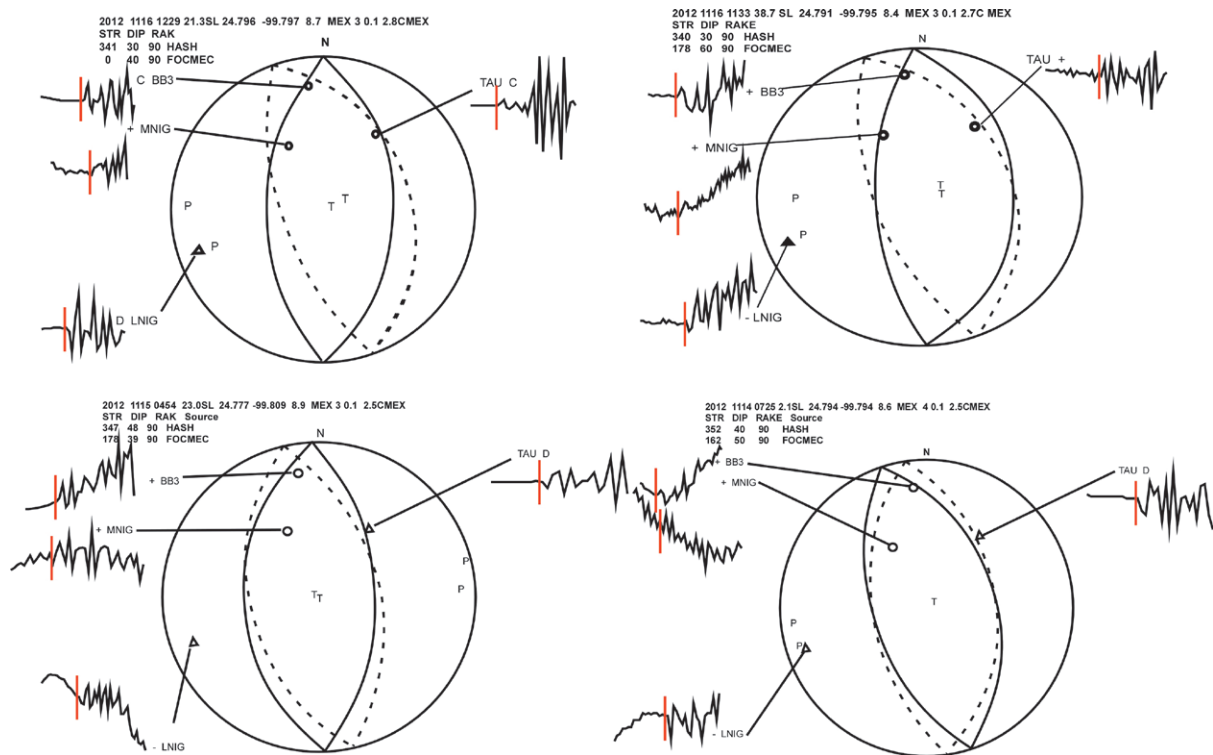 2012 1116 1229 21.3SL 24.796 -99.797 8.7 MEX 3 0.1 2.8CMEX
STR DIP RAK
341 30 90 HASH
0 40 90 FOCMEC
N
C BB3
TAU C
+ MNIG
T
T
P
P
D LNIG
2012 1116 1133 38.7 SL 24.791 -99.795 8.4 MEX 3 0.1 2.7C MEX
STR DIP RAKE
340 30 90 HASH
178 60 90 FOCMEC
N
TAU +
+ BB3
+ MNIG
T
T
P
P
- LNIG
2012 1115 0454 23.0SL 24.777 -99.809 8.9 MEX 3 0.1 2.5CMEX
STR DIP RAK Source
347 48 90 HASH
178 39 90 FOCMEC
N
TAU D
+ BB3
+ MNIG
P
P
T
T
- LNIG
2012 1114 0725 2.1SL 24.794 -99.794 8.6 MEX 4 0.1 2.5CMEX
STR DIP RAKE Source
352 40 90 HASH
162 50 90 FOCMEC
N
+ BB3
TAU D
+ MNIG
T
P
P
- LNIG